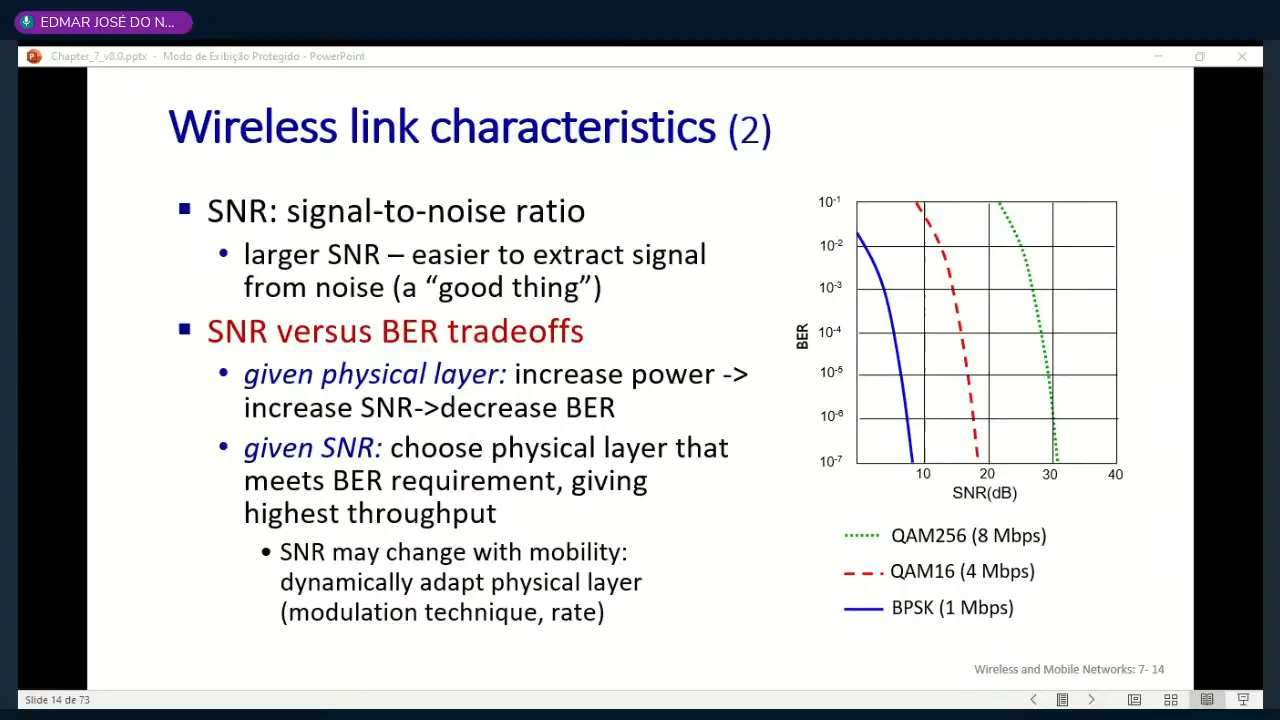 EDMAR JOSÉ DO N...
Chapter_7_v8.0.pptx - Modo de Exibição Protegido - PowerPoint
Wireless link characteristics (2)
▪ SNR: signal-to-noise ratio
• larger SNR – easier to extract signal
from noise (a “good thing”)
▪ SNR versus BER tradeoffs
• given physical layer: increase power ->
increase SNR->decrease BER
• given SNR: choose physical layer that
meets BER requirement, giving
highest throughput
• SNR may change with mobility:
dynamically adapt physical layer
(modulation technique, rate)
10-1
10-2
10-3
10-4
10-5
10-6
10-7
BER
10 20 30 40
SNR(dB)
QAM256 (8 Mbps)
QAM16 (4 Mbps)
BPSK (1 Mbps)
Wireless and Mobile Networks: 7- 14
Slide 14 de 73